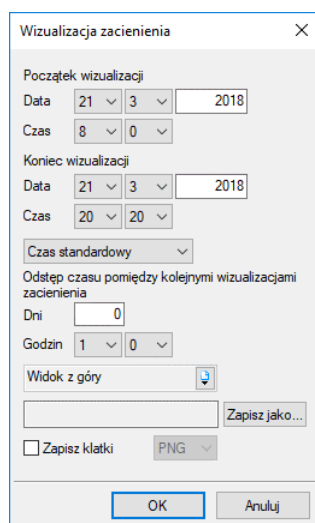 Wizualizacja zacienienia
Początek wizualizacji
Data 21 3 2018
Czas 8 0
Koniec wizualizacji
Data 21 3 2018
Czas 20 20
Czas standardowy
Odstęp czasu pomiędzy kolejnymi wizualizacjami
zacienienia
Dni 0
Godzin 1 0
Widok z góry
Zapisz jako...
Zapisz klatki PNG
OK Anuluj